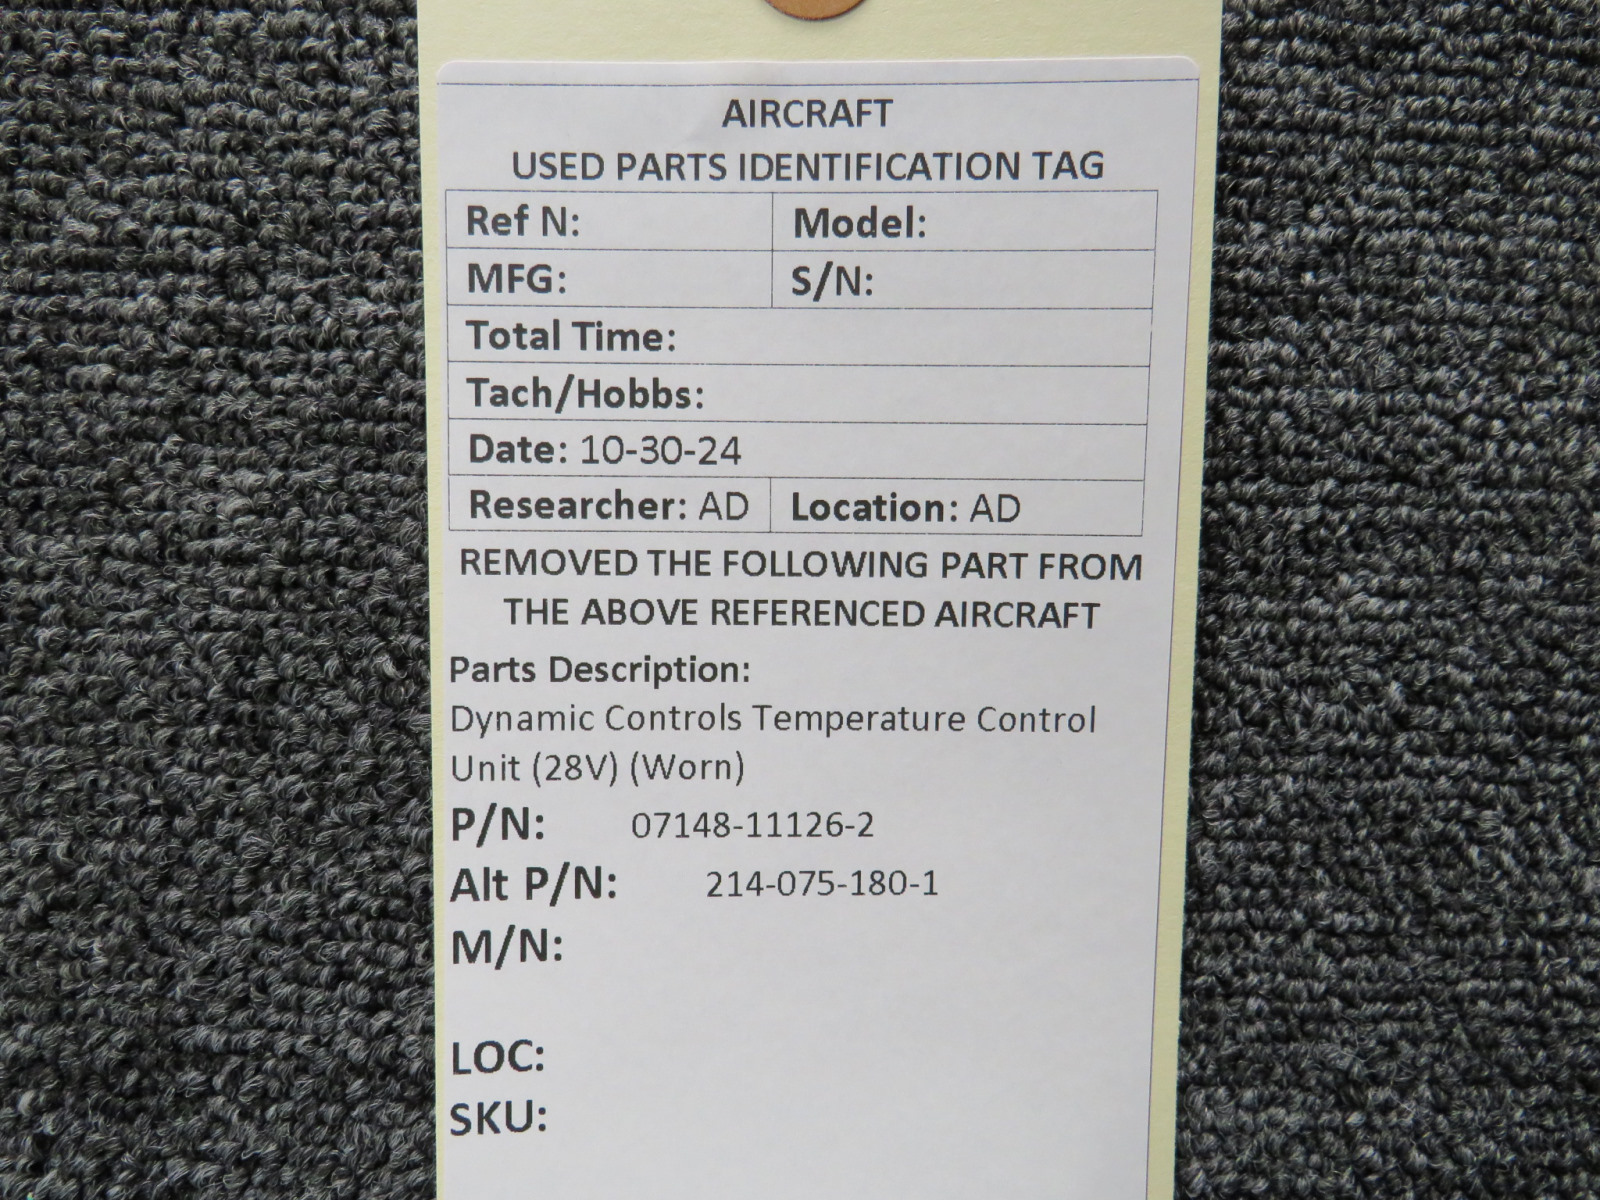 AIRCRAFT
USED PARTS IDENTIFICATION TAG
Ref N: Model:
MFG: S/N:
Total Time:
Tach/Hobbs:
Date: 10-30-24
Researcher: AD Location: AD
REMOVED THE FOLLOWING PART FROM
THE ABOVE REFERENCED AIRCRAFT
Parts Description:
Dynamic Controls Temperature Control
Unit (28V) (Worn)
P/N: 07148-11126-2
Alt P/N: 214-075-180-1
M/N:
LOC:
SKU: